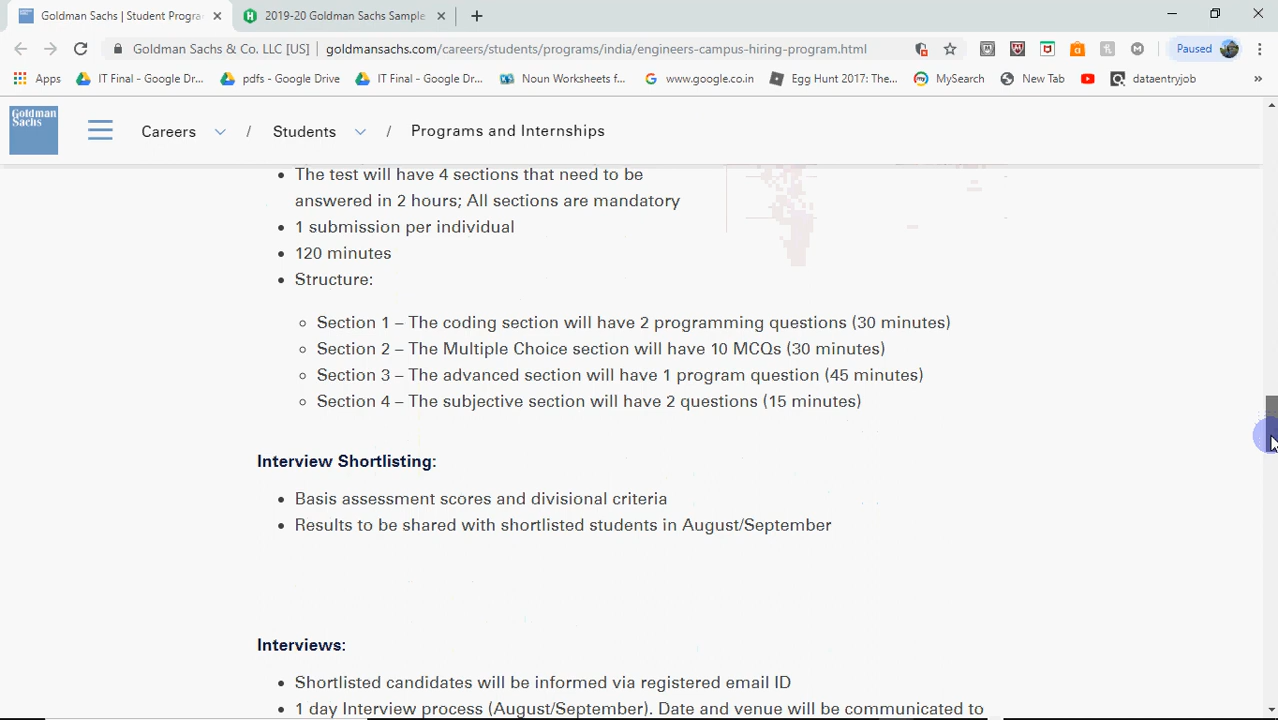 Goldman Sachs | Student Progra
2019-20 Goldman Sachs Sample
Goldman Sachs & Co. LLC [US] | goldmansachs.com/careers/students/programs/india/engineers-campus-hiring-program.html
Paused
Apps IT Final - Google Dr... pdfs - Google Drive IT Final - Google Dr... Noun Worksheets f... www.google.co.in Egg Hunt 2017: The... MySearch New Tab dataentryjob »
Goldman
Sachs
Careers / Students / Programs and Internships
• The test will have 4 sections that need to be
answered in 2 hours; All sections are mandatory
• 1 submission per individual
• 120 minutes
• Structure:
○ Section 1 – The coding section will have 2 programming questions (30 minutes)
○ Section 2 – The Multiple Choice section will have 10 MCQs (30 minutes)
○ Section 3 – The advanced section will have 1 program question (45 minutes)
○ Section 4 – The subjective section will have 2 questions (15 minutes)
Interview Shortlisting:
• Basis assessment scores and divisional criteria
• Results to be shared with shortlisted students in August/September
Interviews:
• Shortlisted candidates will be informed via registered email ID
• 1 day Interview process (August/September). Date and venue will be communicated to